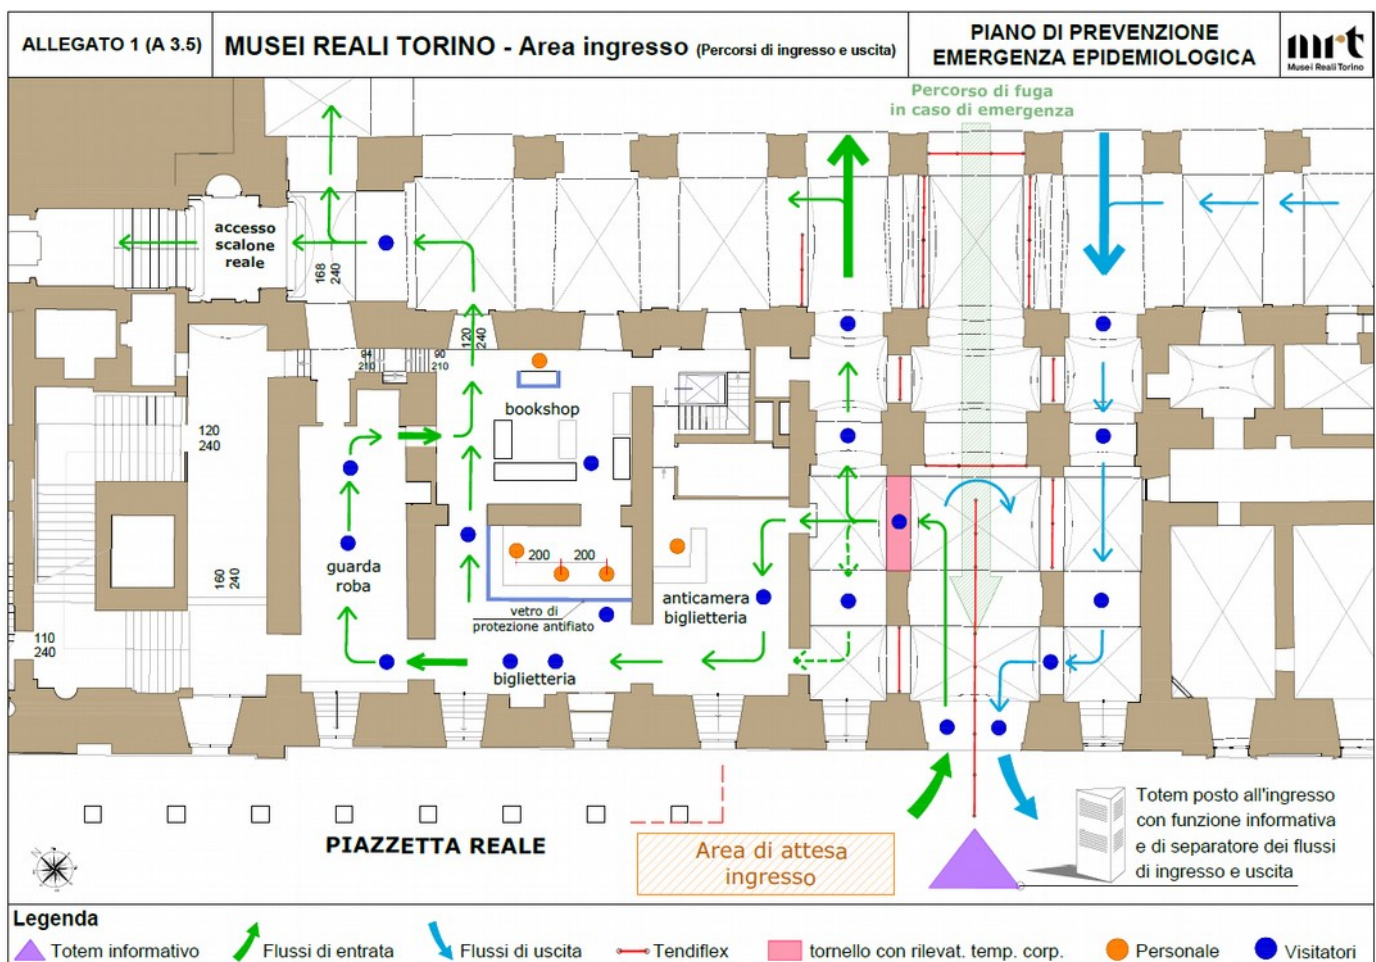 ALLEGATO 1 (A 3.5)
MUSEI REALI TORINO - Area ingresso (Percorsi di ingresso e uscita)
PIANO DI PREVENZIONE
EMERGENZA EPIDEMIOLOGICA
mrt
Musei Reali Torino
Percorso di fuga
in caso di emergenza
accesso
scalone
reale
168
240
120
240
94
210
90
210
bookshop
120
240
200
200
guarda
roba
160
240
vetro di
protezione antifiato
anticamera
biglietteria
110
240
biglietteria
PIAZZETTA REALE
Area di attesa
ingresso
Totem posto all'ingresso
con funzione informativa
e di separatore dei flussi
di ingresso e uscita
Legenda
Totem informativo
Flussi di entrata
Flussi di uscita
Tendiflex
tornello con rilevat. temp. corp.
Personale
Visitatori